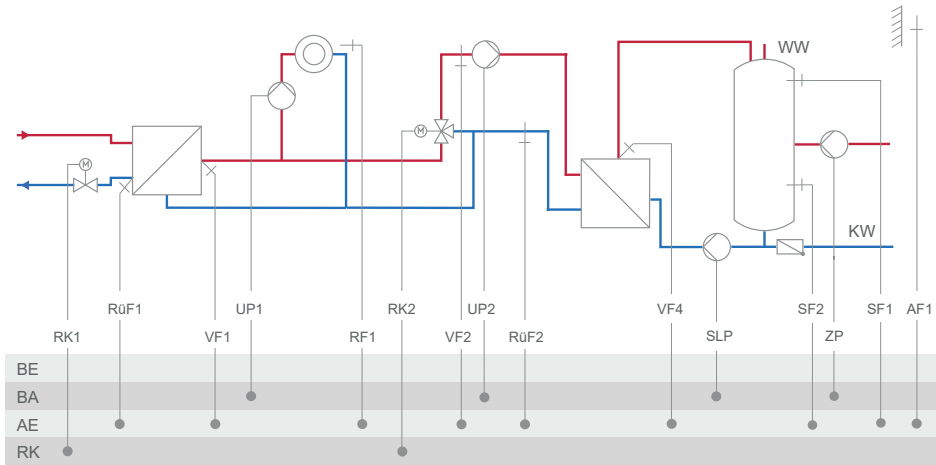 WW
M
M
KW
RüF1 UP1 UP2 VF4 SF2 SF1 AF1
RK1 VF1 RF1 RK2 VF2 RüF2 SLP ZP
BE
BA
AE
RK